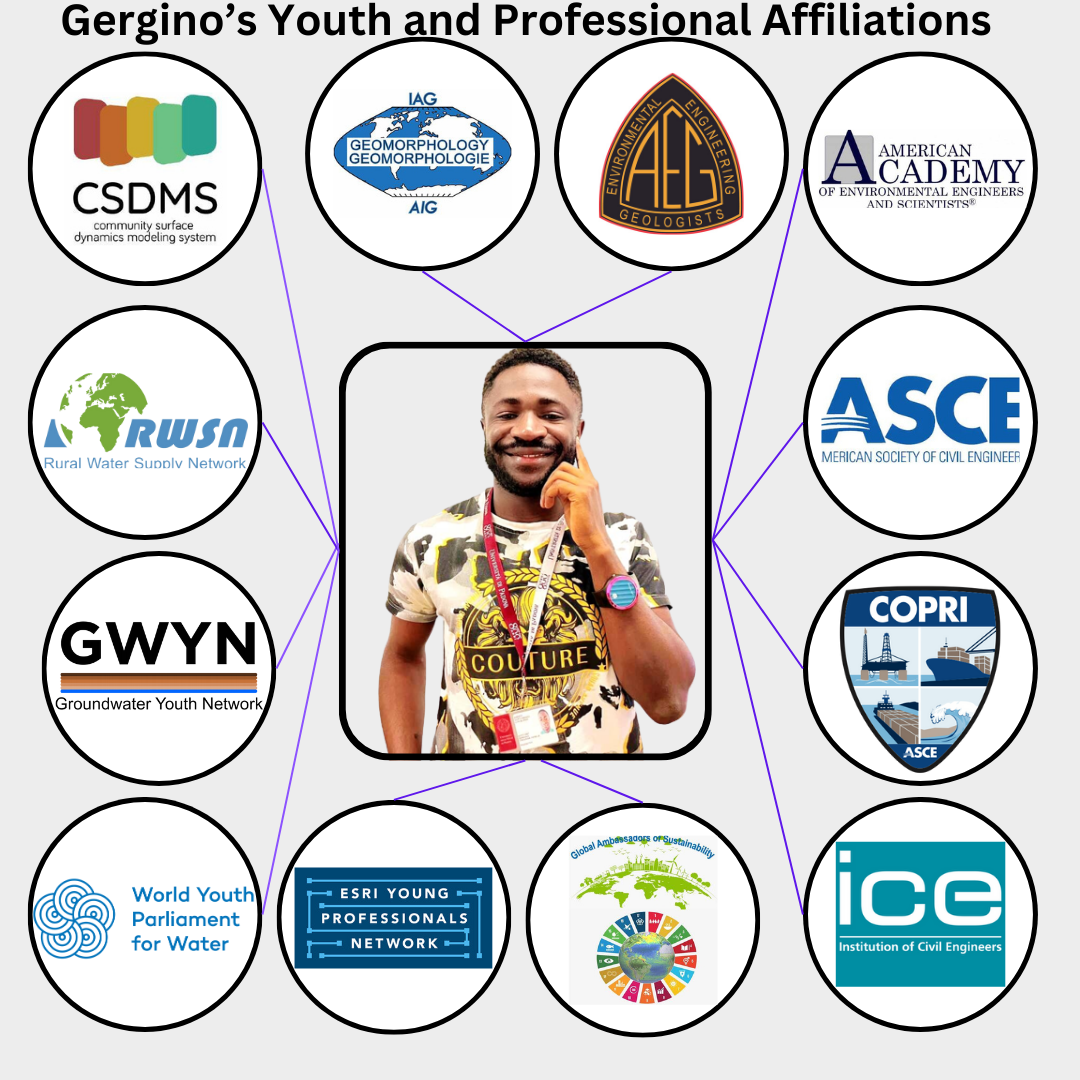 Gergino’s Youth and Professional Affiliations
CSDMS
community surface
dynamics modeling system
IAG
GEOMORPHOLOGY
GEOMORPHOLOGIE
AIG
ENVIRONMENTAL
ENGINEERING
AEG
GEOLOGISTS
AMERICAN
ACADEMY
OF ENVIRONMENTAL ENGINEERS
AND SCIENTISTS®
RWSN
Rural Water Supply Network
ASCE
MERICAN SOCIETY OF CIVIL ENGINEER
COUTURE
GWYN
Groundwater Youth Network
COPRI
ASCE
World Youth
Parliament
for Water
ESRI YOUNG
PROFESSIONALS
NETWORK
Global Ambassadors of Sustainability
ice
Institution of Civil Engineers